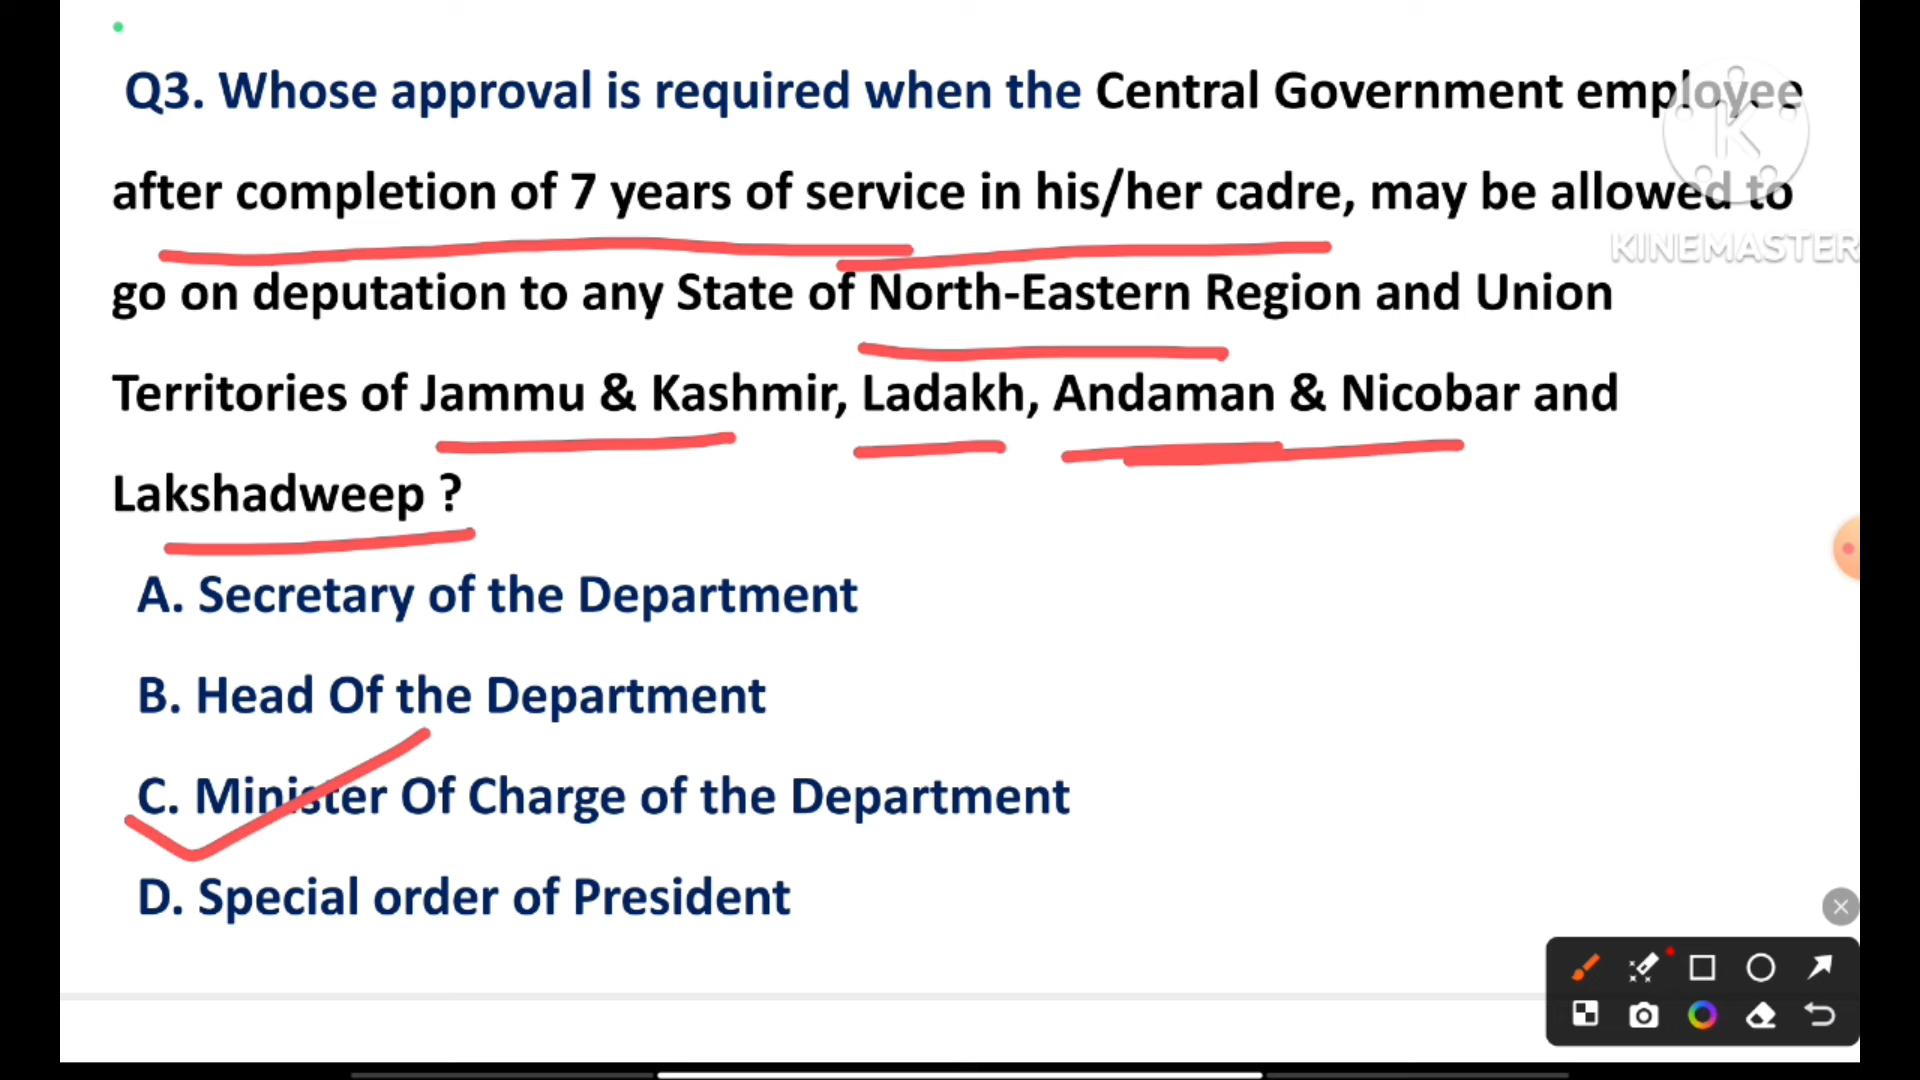 Q3. Whose approval is required when the Central Government employee
after completion of 7 years of service in his/her cadre, may be allowed to
go on deputation to any State of North-Eastern Region and Union
Territories of Jammu & Kashmir, Ladakh, Andaman & Nicobar and
Lakshadweep ?
A. Secretary of the Department
B. Head Of the Department
C. Minister Of Charge of the Department
D. Special order of President
K
KINEMASTER